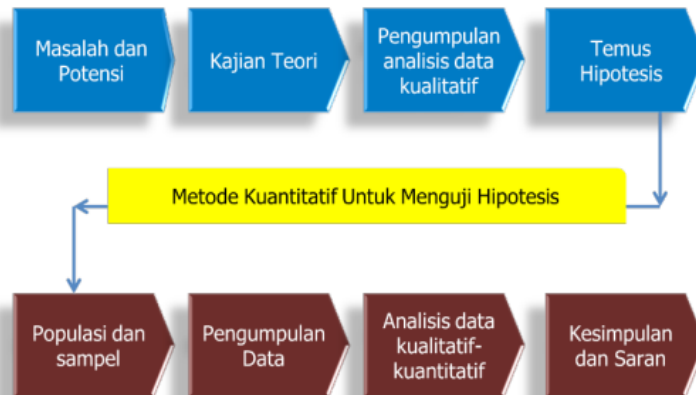 Masalah dan
Potensi
Kajian Teori
Pengumpulan
analisis data
kualitatif
Temus
Hipotesis
Metode Kuantitatif Untuk Menguji Hipotesis
Populasi dan
sampel
Pengumpulan
Data
Analisis data
kualitatif-
kuantitatif
Kesimpulan
dan Saran